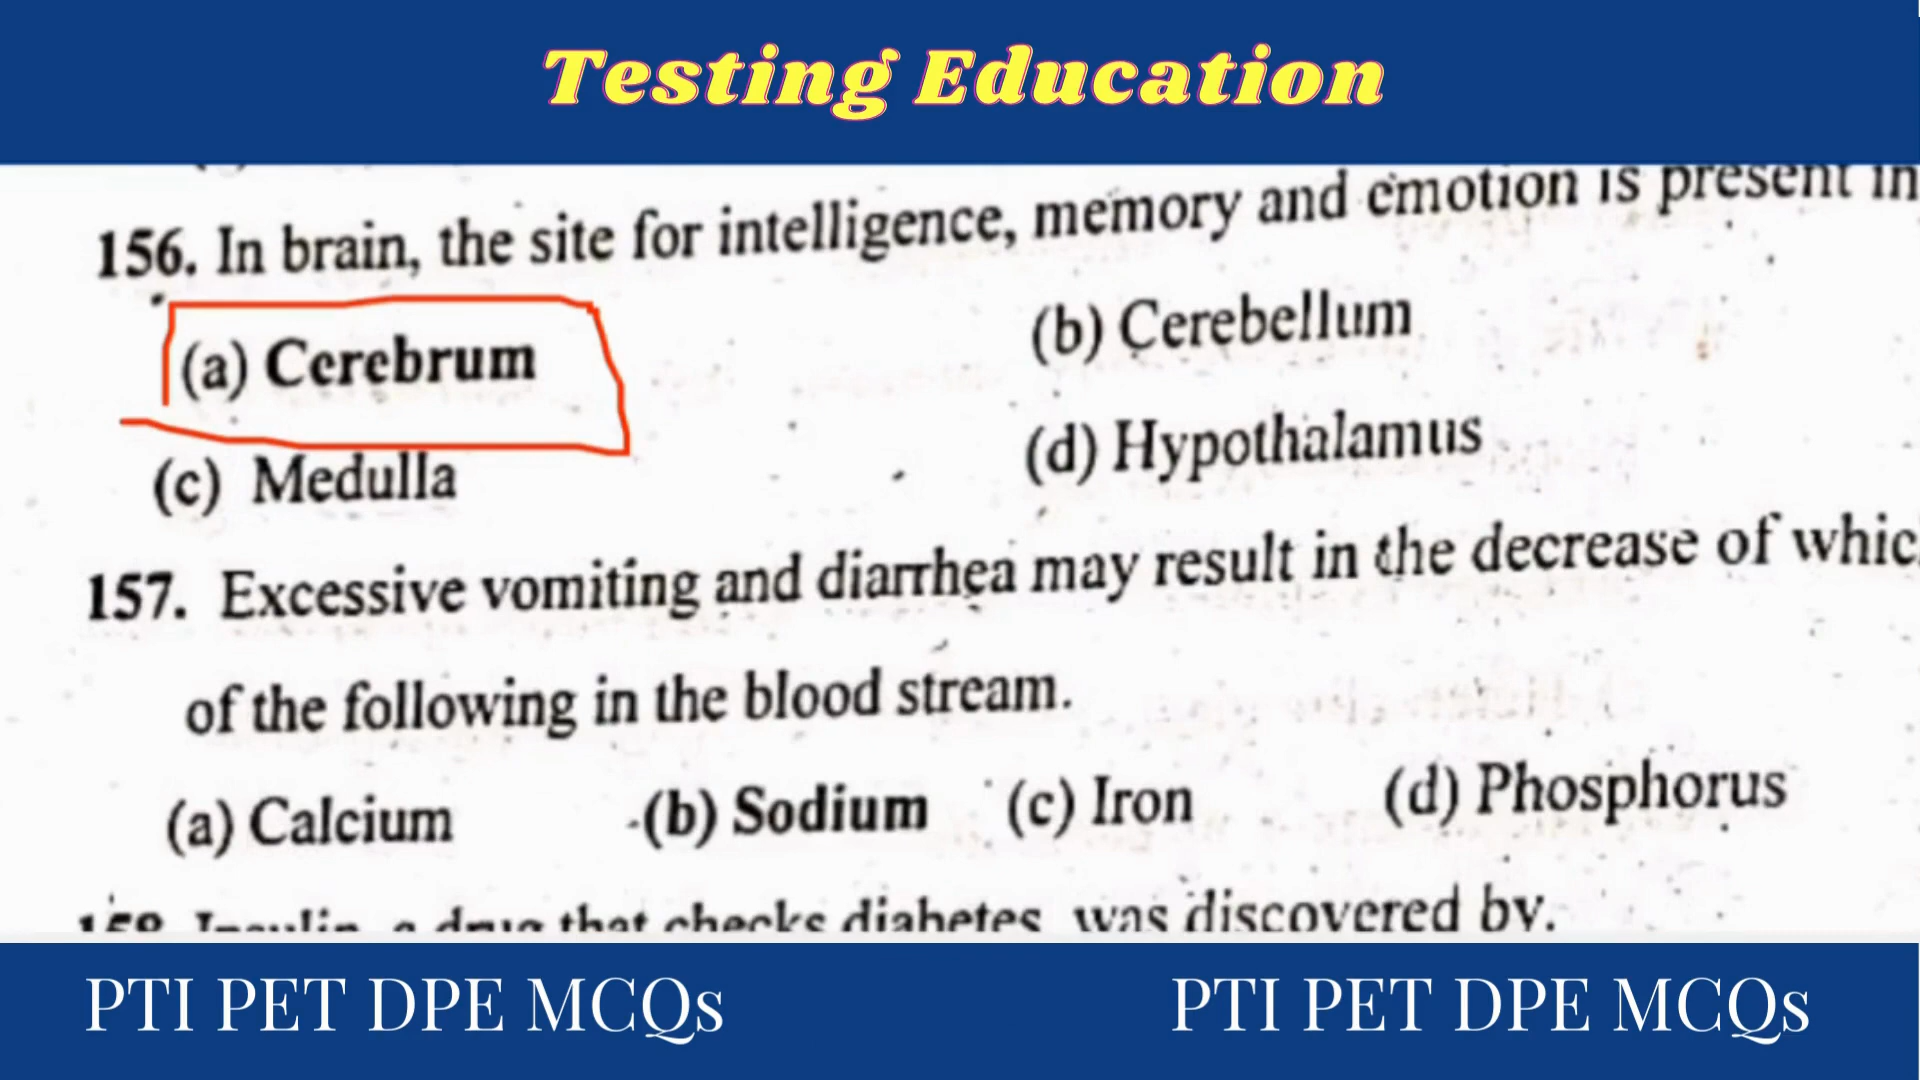 Testing Education
156. In brain, the site for intelligence, memory and emotion is present in
(a) Cerebrum
(b) Cerebellum
(c) Medulla
(d) Hypothalamus
157. Excessive vomiting and diarrhea may result in the decrease of whic
of the following in the blood stream.
(a) Calcium (b) Sodium (c) Iron (d) Phosphorus
158. Insulin, a drug that checks diabetes, was discovered by.
PTI PET DPE MCQs PTI PET DPE MCQs